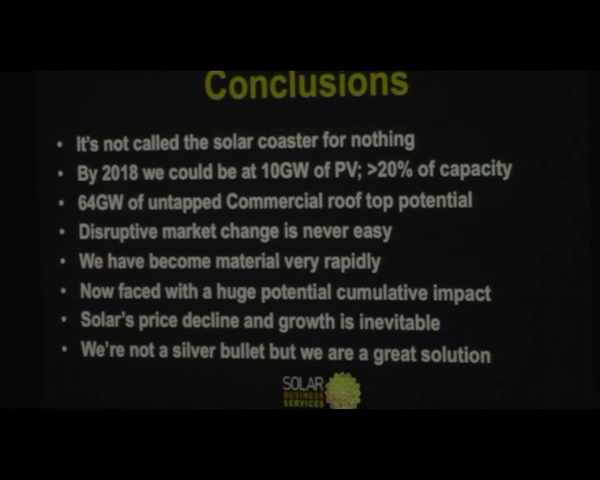 Conclusions
• It's not called the solar coaster for nothing
• By 2018 we could be at 10GW of PV; >20% of capacity
• 64GW of untapped Commercial roof top potential
• Disruptive market change is never easy
• We have become material very rapidly
• Now faced with a huge potential cumulative impact
• Solar's price decline and growth is inevitable
• We're not a silver bullet but we are a great solution
SOLAR
BUSINESS
SERVICES